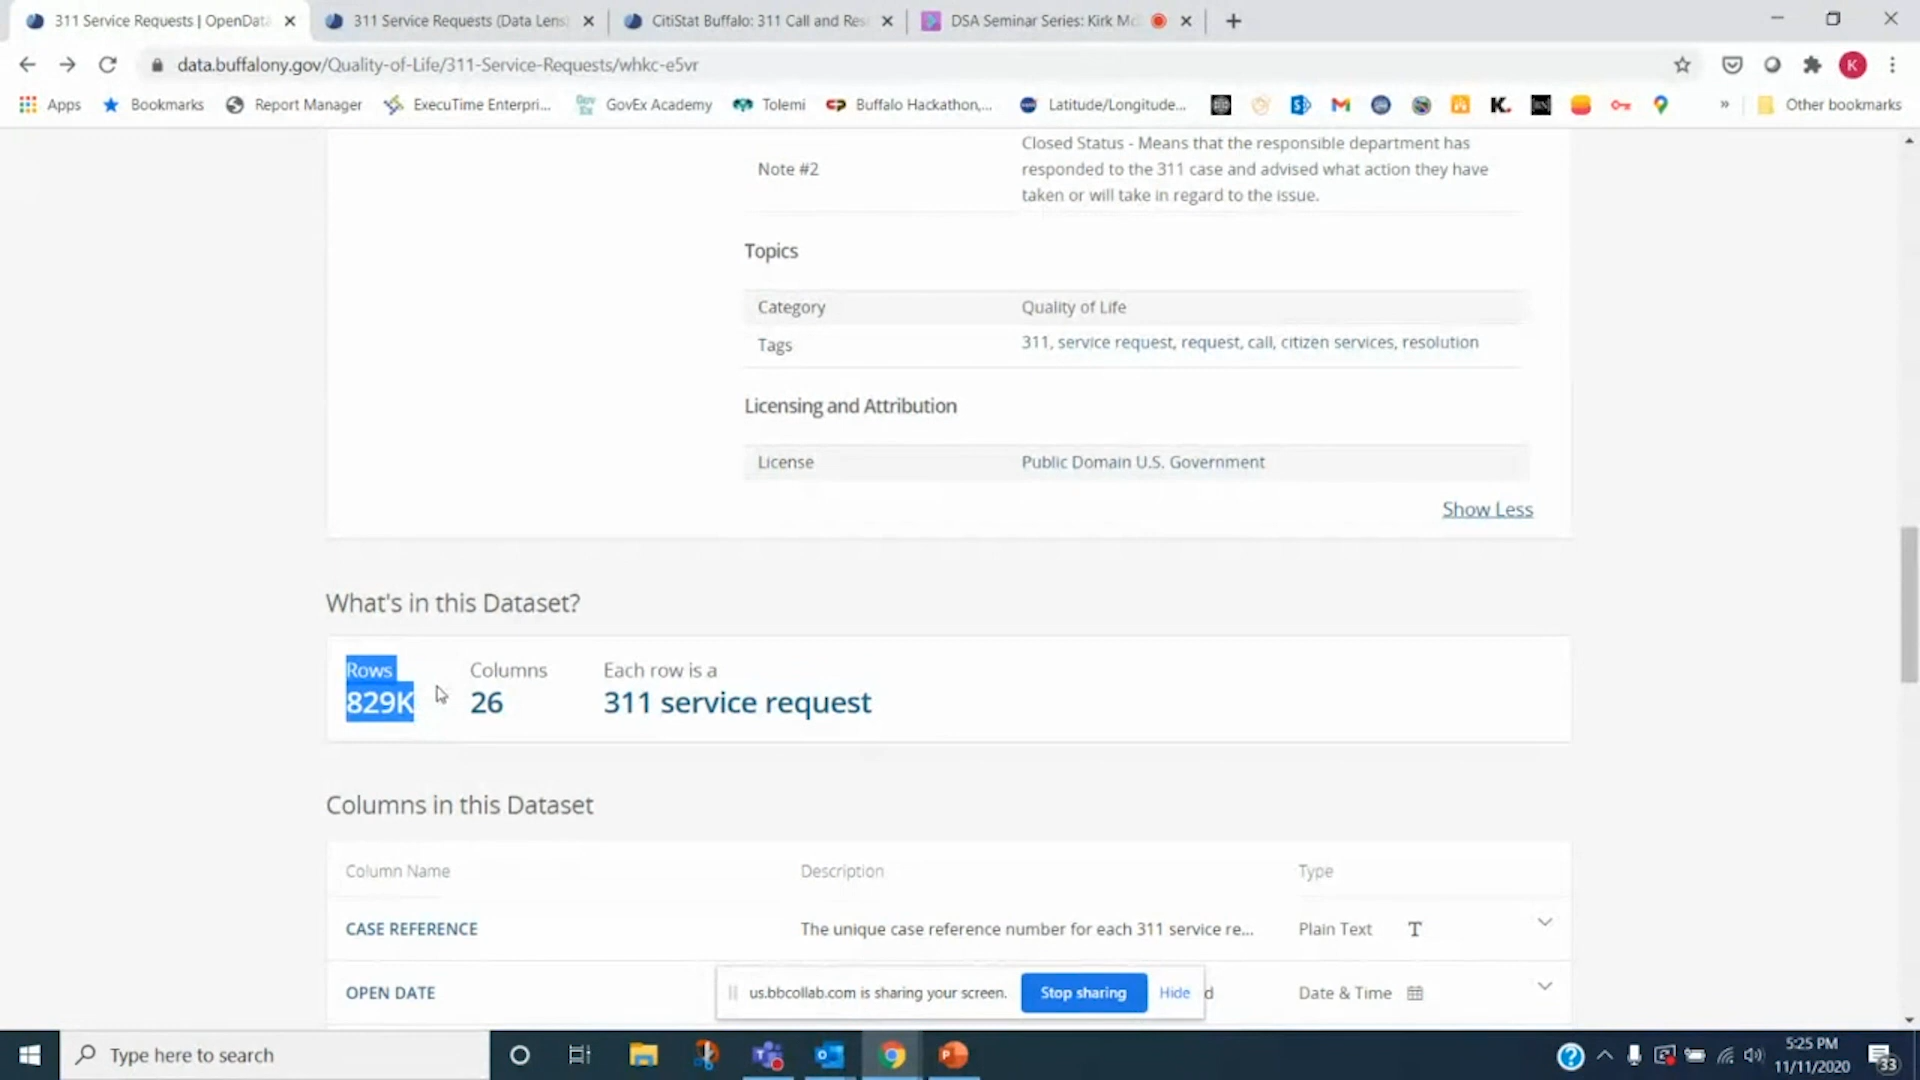 311 Service Requests | OpenData
311 Service Requests (Data Lens
CitiStat Buffalo: 311 Call and Res
DSA Seminar Series: Kirk Mc
data.buffalony.gov/Quality-of-Life/311-Service-Requests/whkc-e5vr
K
Apps
Bookmarks
Report Manager
ExecuTime Enterpri...
GovEx Academy
Tolemi
Buffalo Hackathon,...
Latitude/Longitude...
»
Other bookmarks
Note #2
Closed Status - Means that the responsible department has
responded to the 311 case and advised what action they have
taken or will take in regard to the issue.
Topics
Category Quality of Life
Tags 311, service request, request, call, citizen services, resolution
Licensing and Attribution
License Public Domain U.S. Government
Show Less
What's in this Dataset?
Rows Columns Each row is a
829K 26 311 service request
Columns in this Dataset
Column Name Description Type
CASE REFERENCE The unique case reference number for each 311 service re... Plain Text T
OPEN DATE d Date & Time
us.bbcollab.com is sharing your screen. Stop sharing Hide
Type here to search
5:25 PM
11/11/2020
33